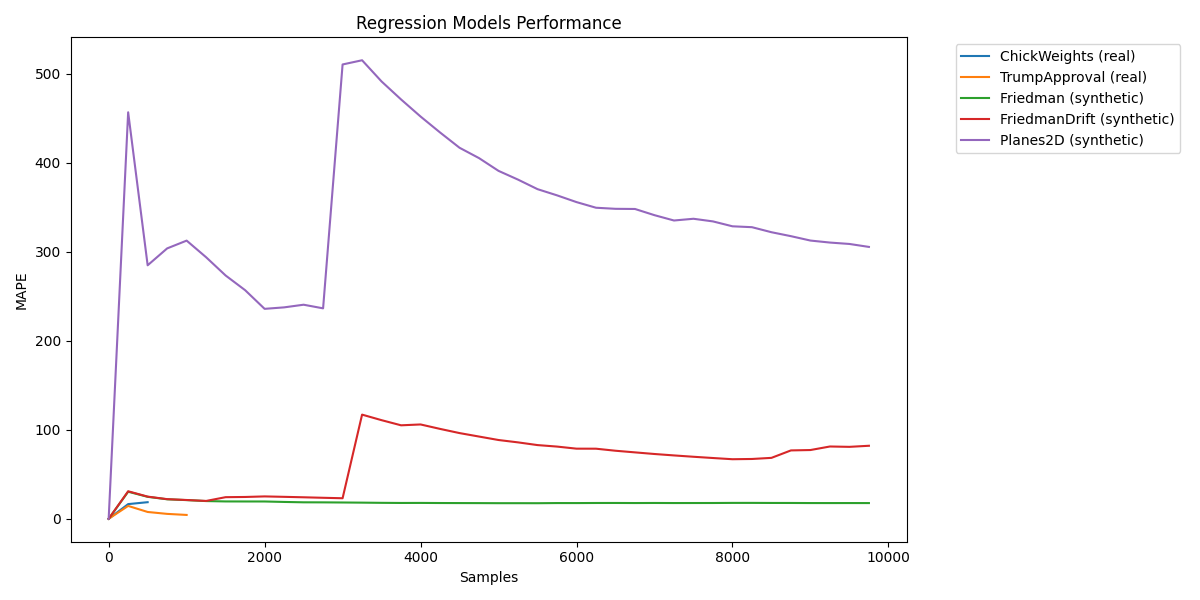 Regression Models Performance
ChickWeights (real)
TrumpApproval (real)
Friedman (synthetic)
FriedmanDrift (synthetic)
Planes2D (synthetic)
MAPE
500
400
300
200
100
0
0 2000 4000 6000 8000 10000
Samples